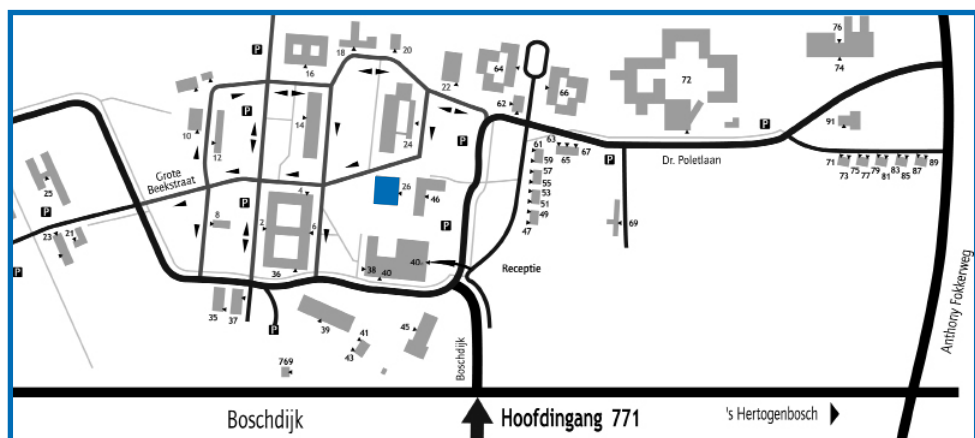 P
76
18
20
16
64
74
22
72
66
P
62
10
14
91
12
24
P
P
63
67
65
61
59
P
Dr. Poletlaan
71
73
75
77
79
81
83
85
87
89
Grote
Beekstraat
25
57
55
53
51
49
47
4
26
46
P
8
2
6
P
P
69
23
21
P
36
38
40
40
Receptie
P
35
37
P
39
41
43
45
769
Boschdijk
Anthony Fokkerweg
Boschdijk
Hoofdingang 771
's Hertogenbosch